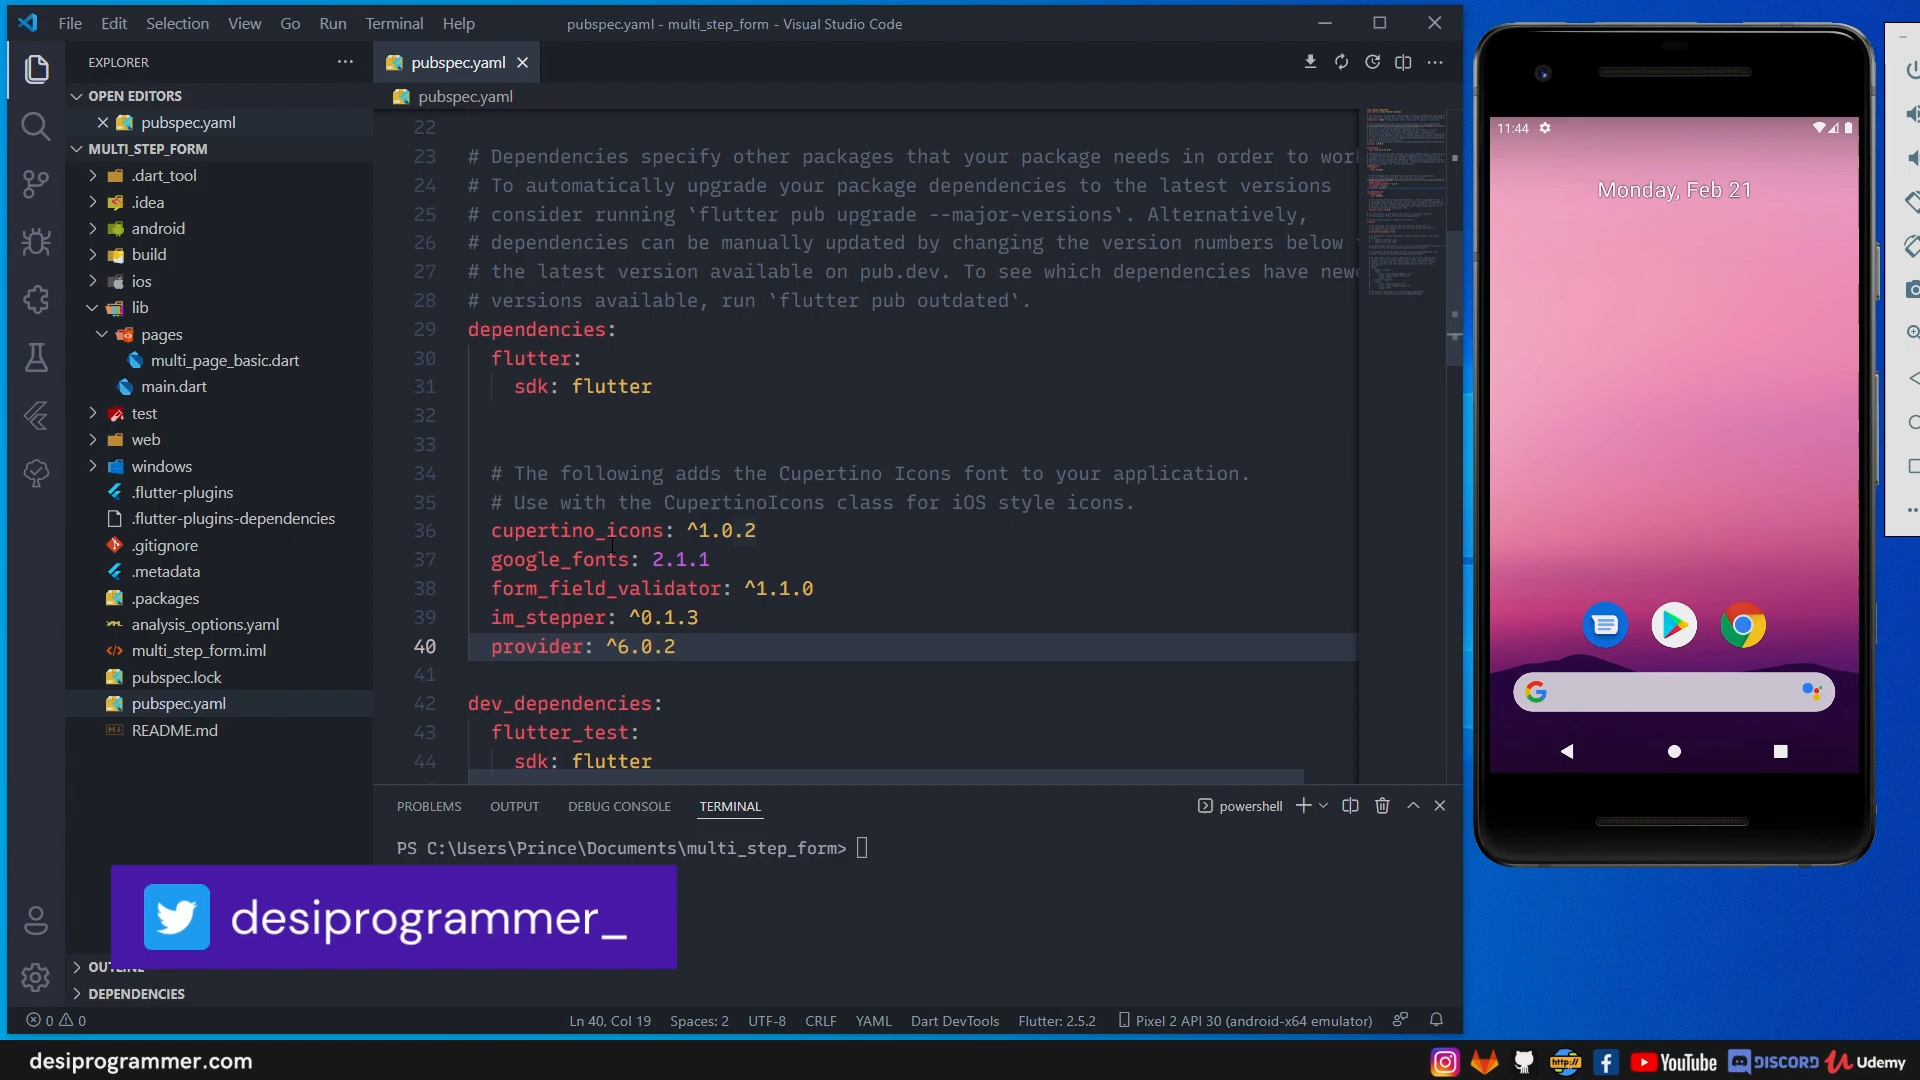 File Edit Selection View Go Run Terminal Help
pubspec.yaml - multi_step_form - Visual Studio Code
EXPLORER
OPEN EDITORS
pubspec.yaml
MULTI_STEP_FORM
.dart_tool
.idea
android
build
ios
lib
pages
multi_page_basic.dart
main.dart
test
web
windows
.flutter-plugins
.flutter-plugins-dependencies
.gitignore
.metadata
.packages
analysis_options.yaml
multi_step_form.iml
pubspec.lock
pubspec.yaml
README.md
OUTLINE
DEPENDENCIES
pubspec.yaml
pubspec.yaml
22
23 # Dependencies specify other packages that your package needs in order to wor
24 # To automatically upgrade your package dependencies to the latest versions
25 # consider running `flutter pub upgrade --major-versions`. Alternatively,
26 # dependencies can be manually updated by changing the version numbers below
27 # the latest version available on pub.dev. To see which dependencies have new
28 # versions available, run `flutter pub outdated`.
29 dependencies:
30 flutter:
31 sdk: flutter
32
33
34 # The following adds the Cupertino Icons font to your application.
35 # Use with the CupertinoIcons class for iOS style icons.
36 cupertino_icons: ^1.0.2
37 google_fonts: 2.1.1
38 form_field_validator: ^1.1.0
39 im_stepper: ^0.1.3
40 provider: ^6.0.2
41
42 dev_dependencies:
43 flutter_test:
44 sdk: flutter
PROBLEMS OUTPUT DEBUG CONSOLE TERMINAL
powershell
PS C:\Users\Prince\Documents\multi_step_form>
desiprogrammer_
0 0
Ln 40, Col 19 Spaces: 2 UTF-8 CRLF YAML Dart DevTools Flutter: 2.5.2 Pixel 2 API 30 (android-x64 emulator)
11:44
Monday, Feb 21
desiprogrammer.com
http://
YouTube
DISCORD
Udemy